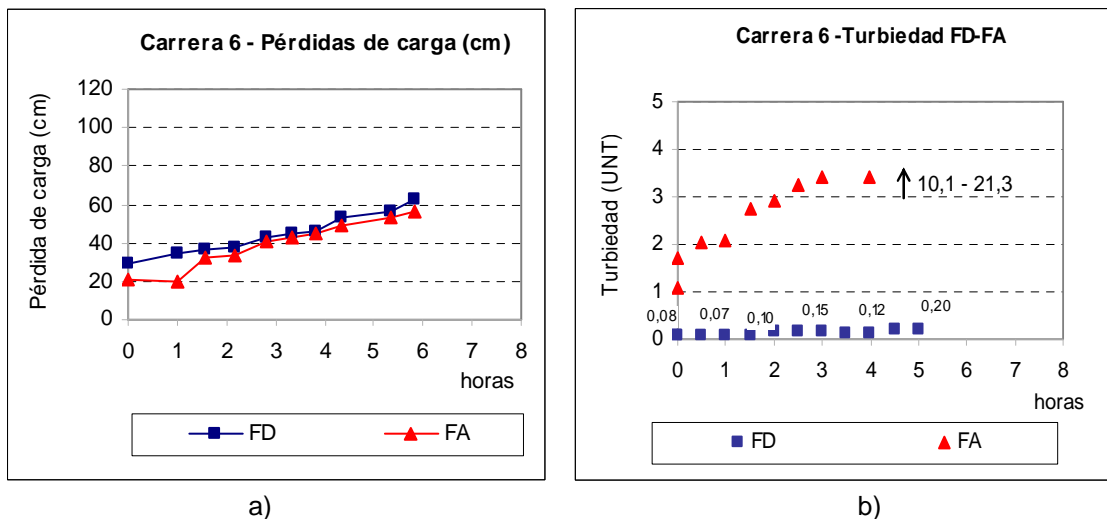 Carrera 6 - Pérdidas de carga (cm)
Pérdida de carga (cm)
120
100
80
60
40
20
0
0 1 2 3 4 5 6 7 8
horas
FD FA
a)
Carrera 6 -Turbiedad FD-FA
Turbiedad (UNT)
5
4
3
2
1
0
10,1 - 21,3
0,08 0,07 0,10 0,15 0,12 0,20
0 1 2 3 4 5 6 7 8
horas
FD FA
b)